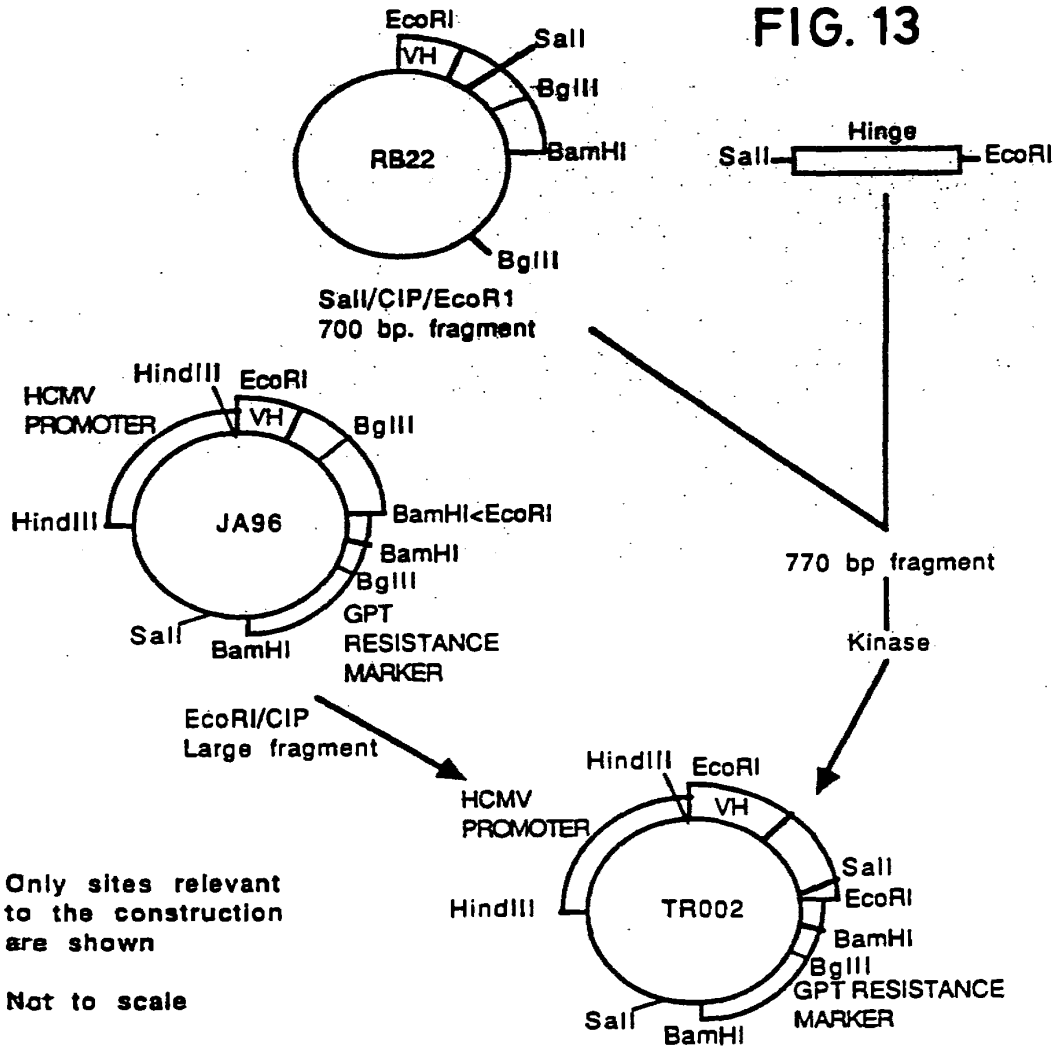 FIG. 13
EcoRI
VH
SalI
BglII
BamHI
RB22
BglII
SalI/CIP/EcoR1
700 bp. fragment
Hinge
SalI
EcoRI
HindIII
EcoRI
HCMV
PROMOTER
VH
BglII
HindIII
JA96
BamHI<EcoRI
BamHI
BglII
GPT
RESISTANCE
MARKER
SalI
BamHI
770 bp fragment
Kinase
EcoRI/CIP
Large fragment
HindIII
EcoRI
HCMV
PROMOTER
VH
SalI
EcoRI
HindIII
TR002
BamHI
BglII
GPT RESISTANCE
MARKER
SalI
BamHI
Only sites relevant
to the construction
are shown
Not to scale